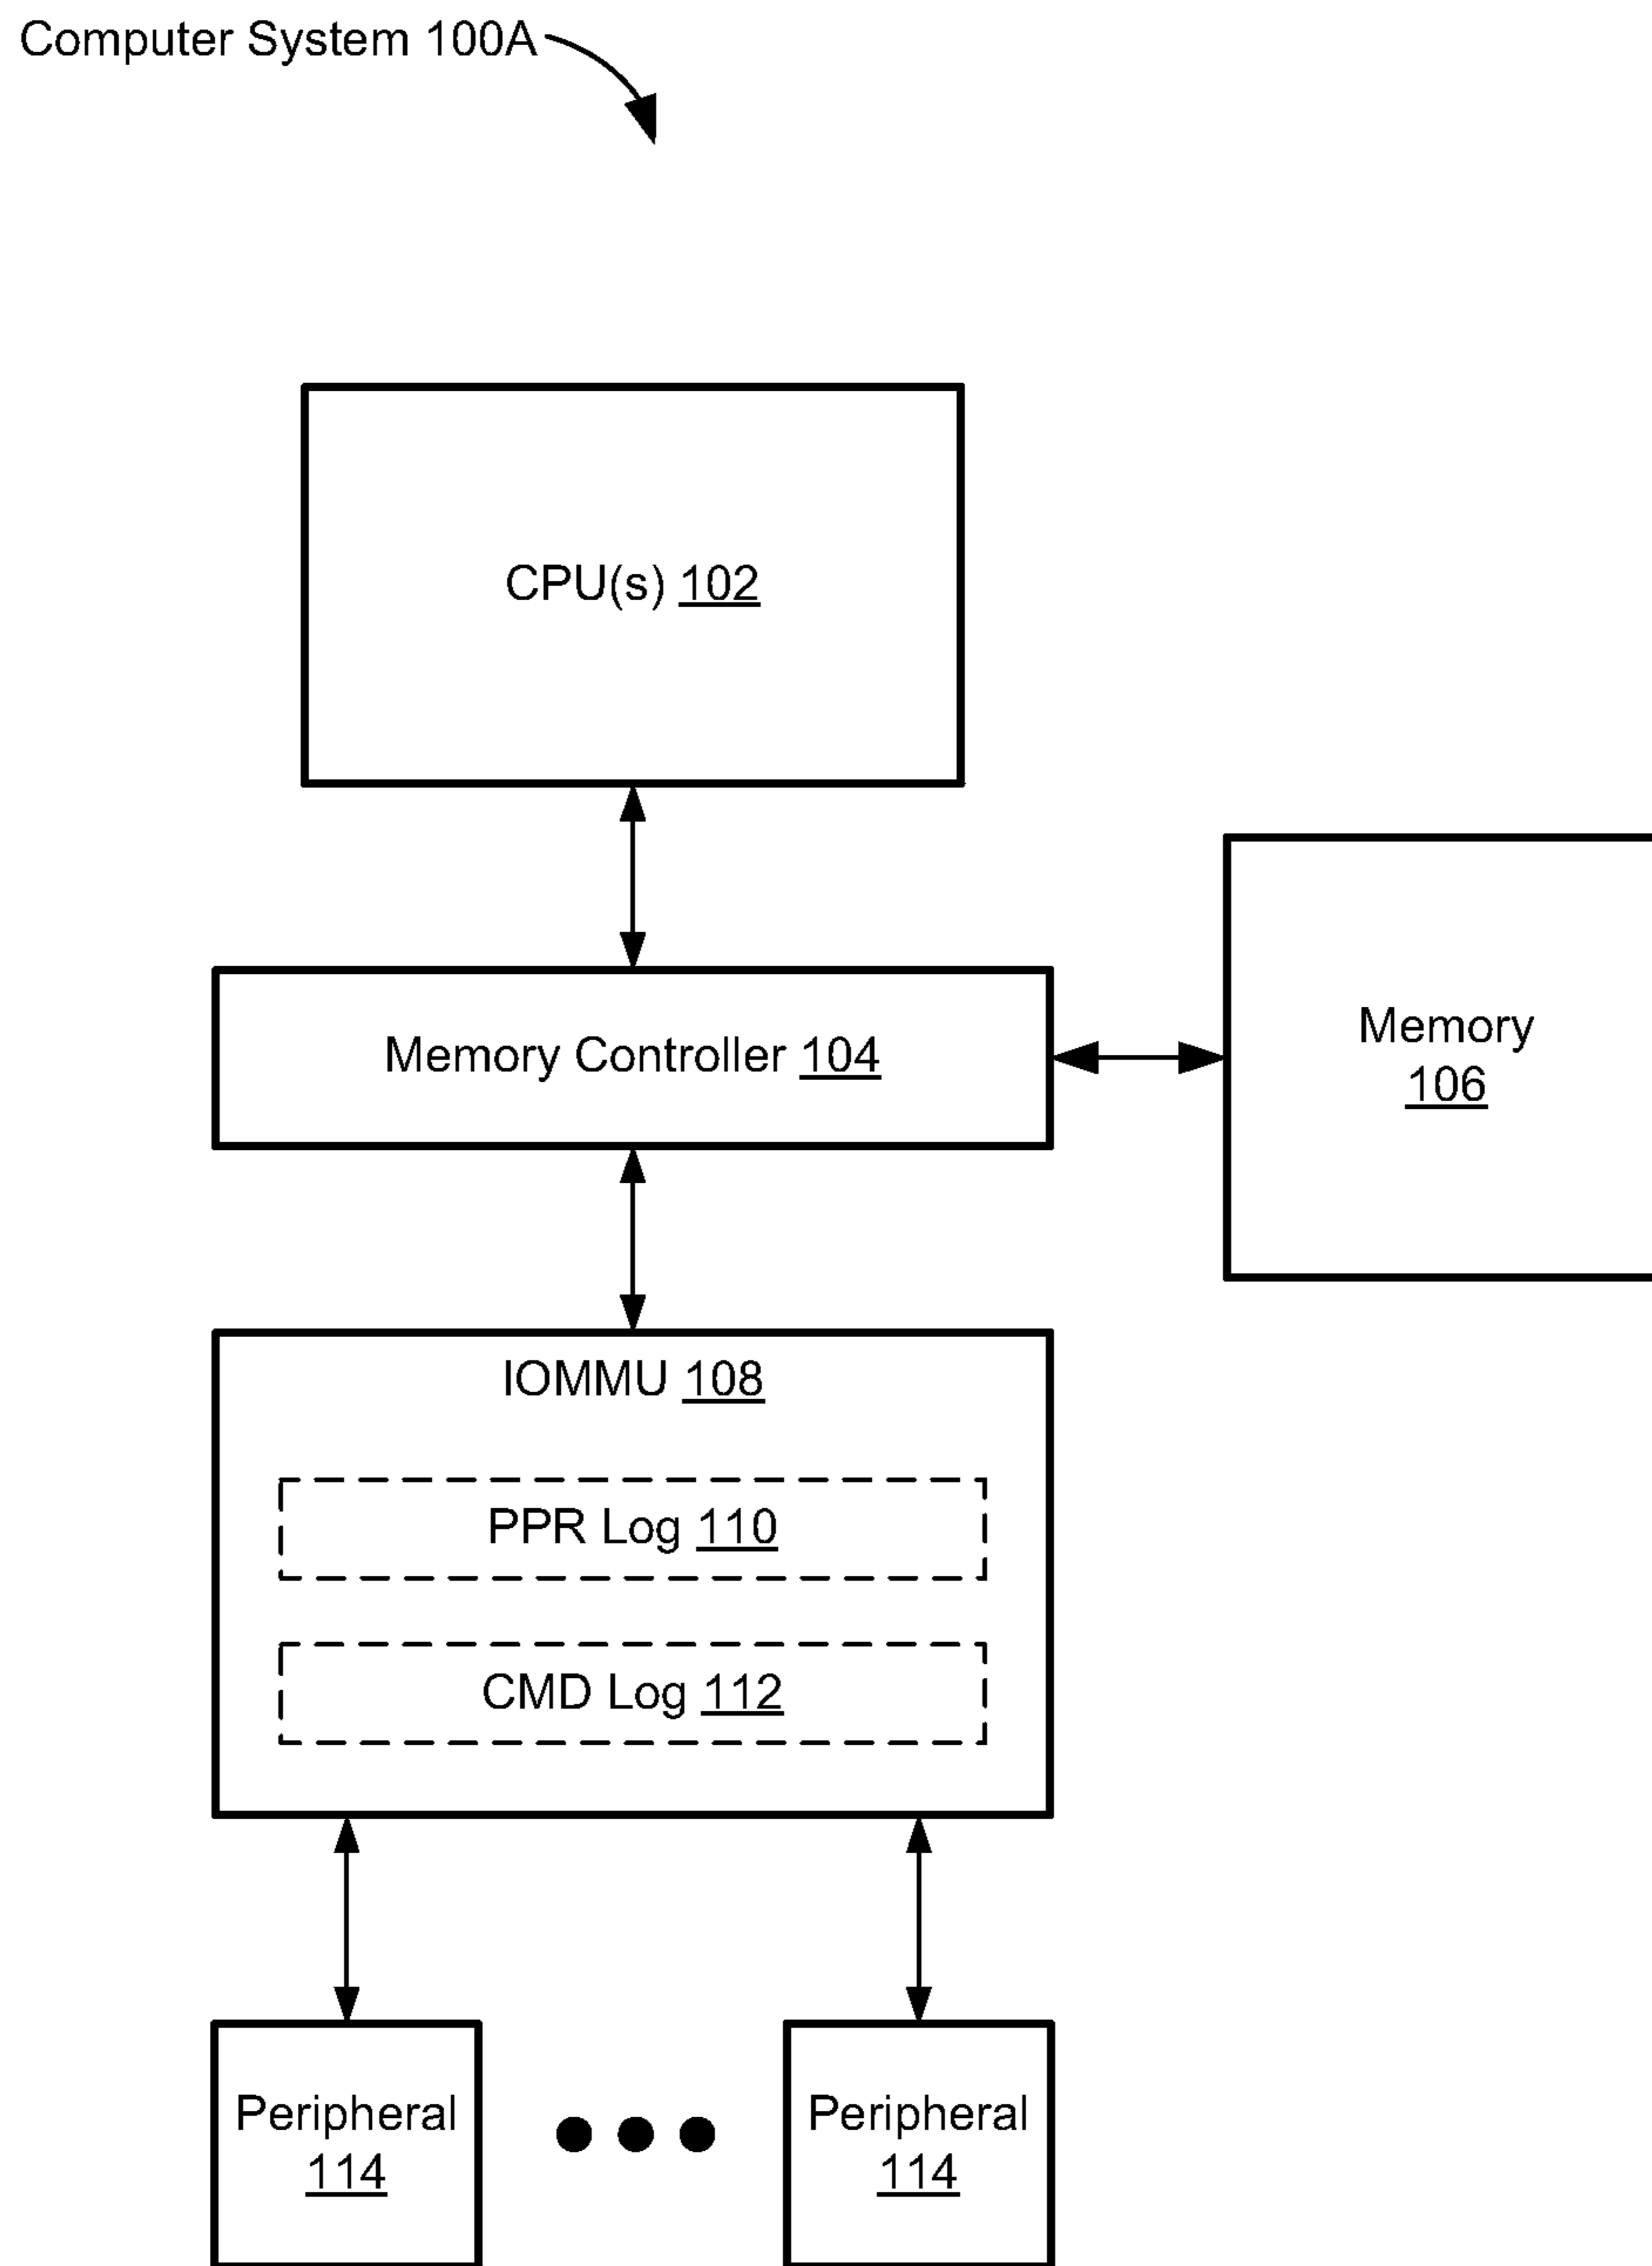 Computer System 100A
CPU(s) 102
Memory Controller 104
Memory
106
IOMMU 108
PPR Log 110
CMD Log 112
Peripheral
114
Peripheral
114